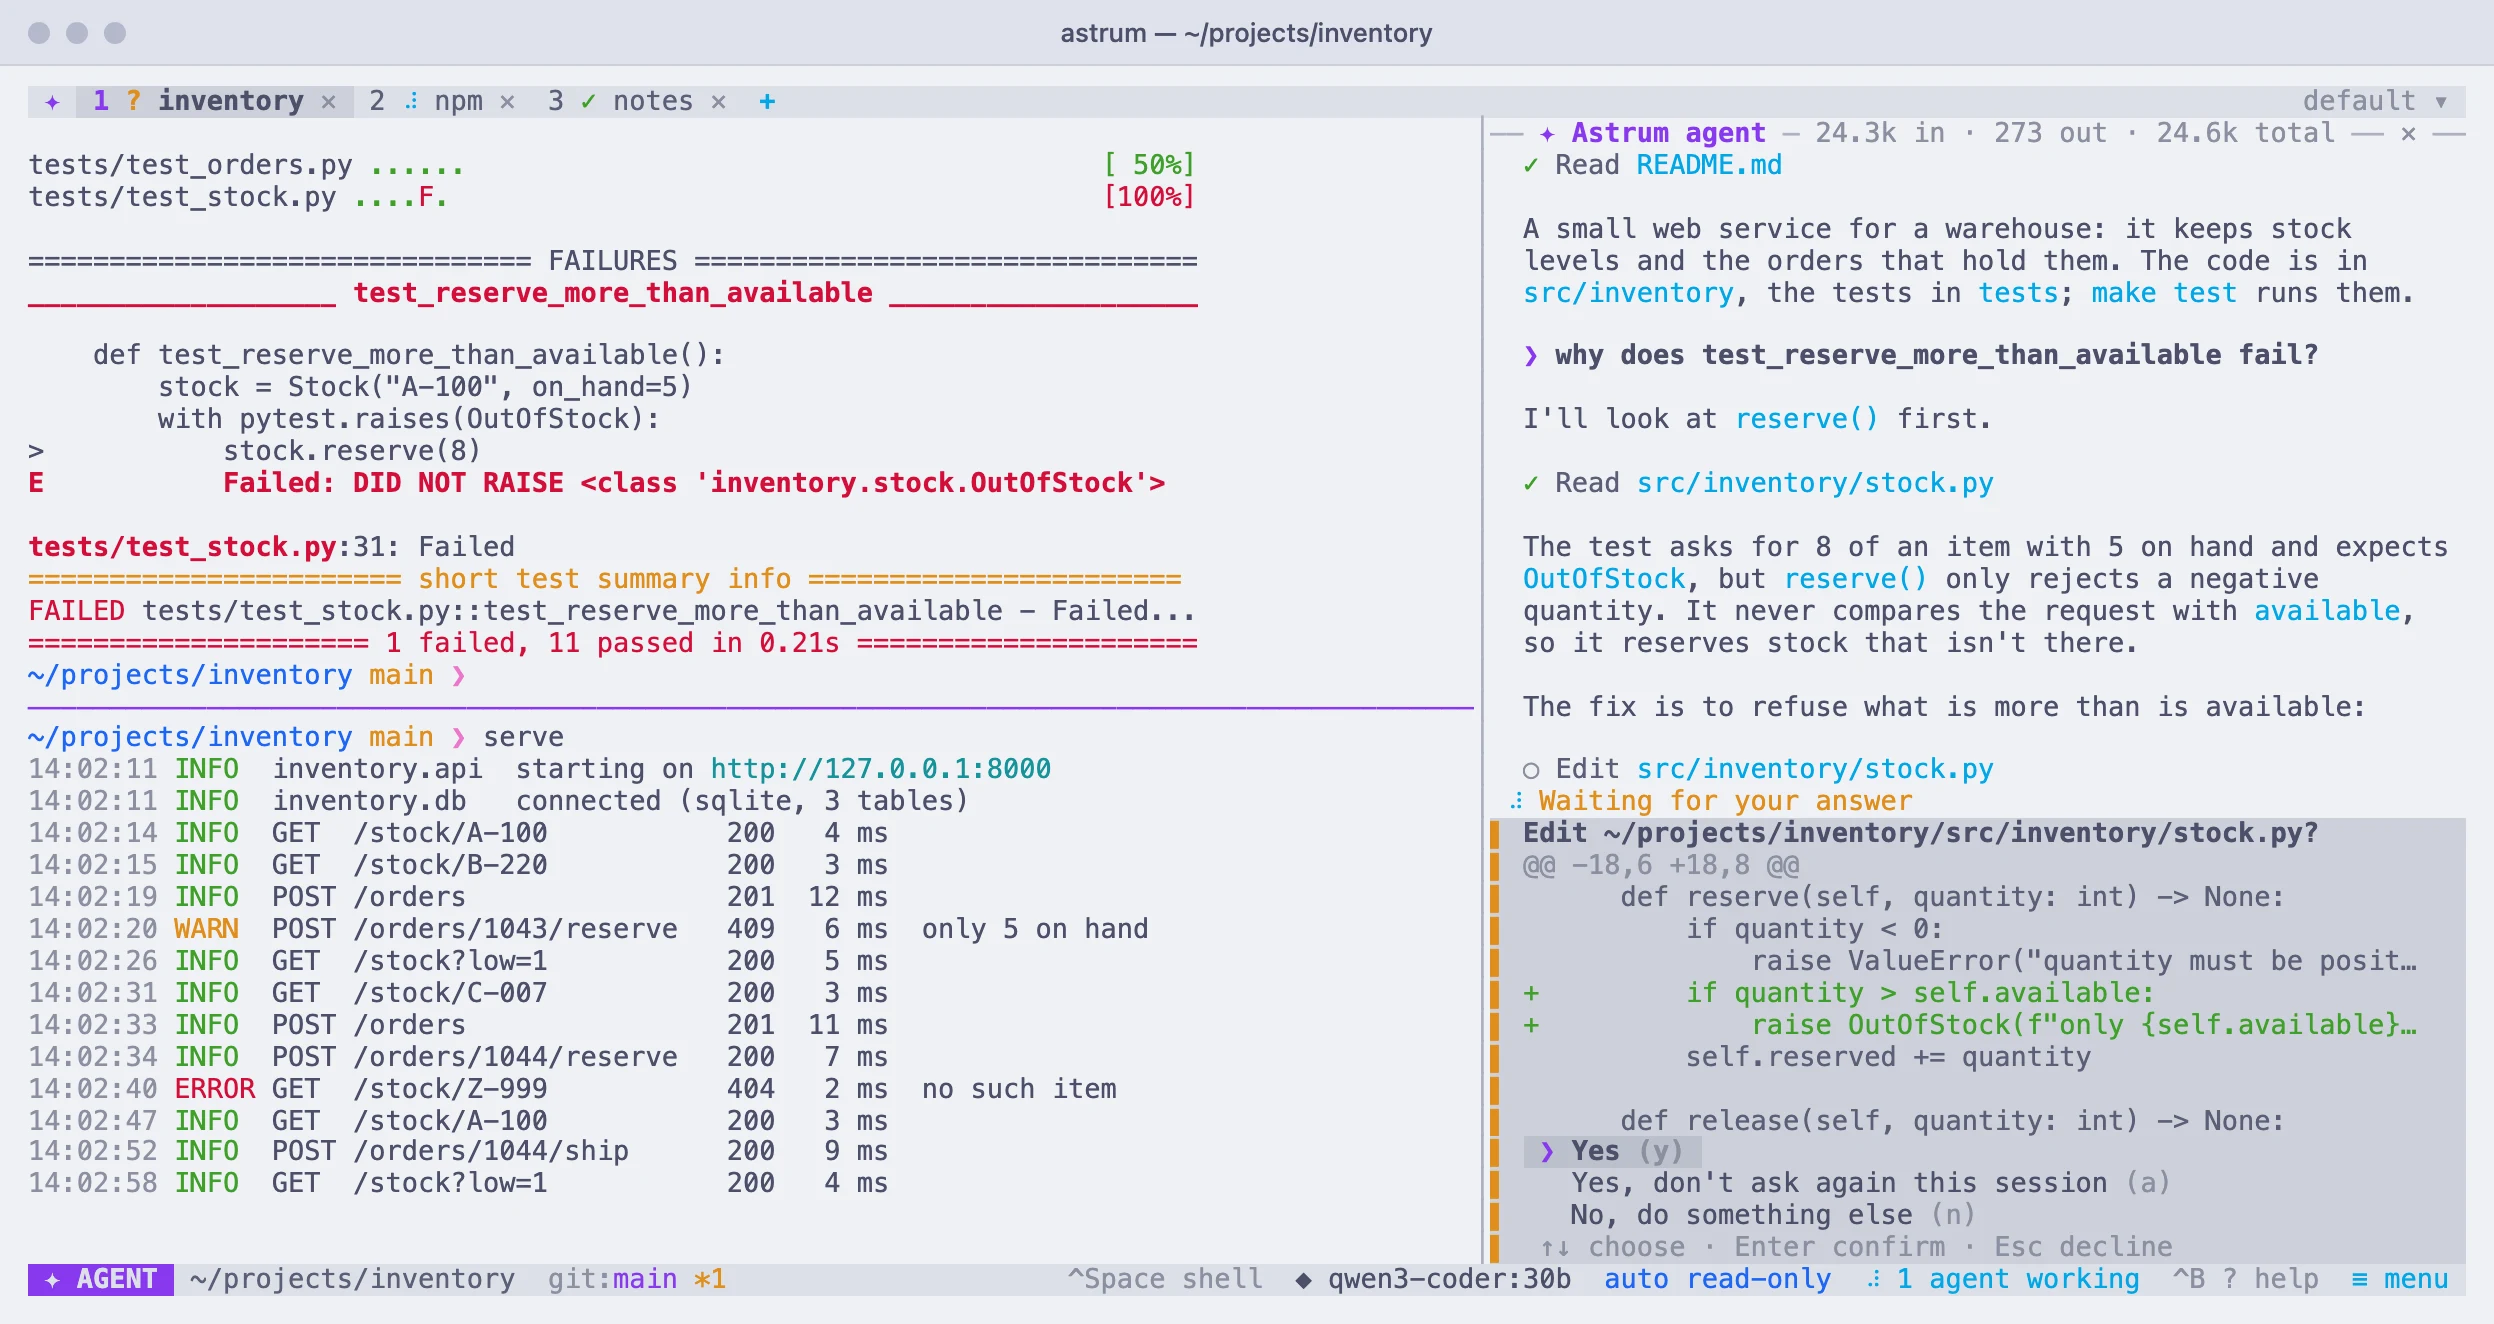 astrum — ~/projects/inventory
✦ 1 ? inventory × 2 ⠼ npm × 3 ✓ notes × + default ▾
tests/test_orders.py ...... [ 50%]
tests/test_stock.py ....F. [100%]
=============================== FAILURES ===============================
___________________ test_reserve_more_than_available ___________________
def test_reserve_more_than_available():
stock = Stock("A-100", on_hand=5)
with pytest.raises(OutOfStock):
> stock.reserve(8)
E Failed: DID NOT RAISE <class 'inventory.stock.OutOfStock'>
tests/test_stock.py:31: Failed
======================= short test summary info =======================
FAILED tests/test_stock.py::test_reserve_more_than_available - Failed...
===================== 1 failed, 11 passed in 0.21s =====================
~/projects/inventory main ❯
~/projects/inventory main ❯ serve
14:02:11 INFO inventory.api starting on http://127.0.0.1:8000
14:02:11 INFO inventory.db connected (sqlite, 3 tables)
14:02:14 INFO GET /stock/A-100 200 4 ms
14:02:15 INFO GET /stock/B-220 200 3 ms
14:02:19 INFO POST /orders 201 12 ms
14:02:20 WARN POST /orders/1043/reserve 409 6 ms only 5 on hand
14:02:26 INFO GET /stock?low=1 200 5 ms
14:02:31 INFO GET /stock/C-007 200 3 ms
14:02:33 INFO POST /orders 201 11 ms
14:02:34 INFO POST /orders/1044/reserve 200 7 ms
14:02:40 ERROR GET /stock/Z-999 404 2 ms no such item
14:02:47 INFO GET /stock/A-100 200 3 ms
14:02:52 INFO POST /orders/1044/ship 200 9 ms
14:02:58 INFO GET /stock?low=1 200 4 ms
—— ✦ Astrum agent — 24.3k in · 273 out · 24.6k total —— × ——
✓ Read README.md
A small web service for a warehouse: it keeps stock
levels and the orders that hold them. The code is in
src/inventory, the tests in tests; make test runs them.
❯ why does test_reserve_more_than_available fail?
I'll look at reserve() first.
✓ Read src/inventory/stock.py
The test asks for 8 of an item with 5 on hand and expects
OutOfStock, but reserve() only rejects a negative
quantity. It never compares the request with available,
so it reserves stock that isn't there.
The fix is to refuse what is more than is available:
○ Edit src/inventory/stock.py
⠼ Waiting for your answer
Edit ~/projects/inventory/src/inventory/stock.py?
@@ -18,6 +18,8 @@
def reserve(self, quantity: int) -> None:
if quantity < 0:
raise ValueError("quantity must be posit…
+ if quantity > self.available:
+ raise OutOfStock(f"only {self.available}…
self.reserved += quantity
def release(self, quantity: int) -> None:
❯ Yes (y)
Yes, don't ask again this session (a)
No, do something else (n)
↑↓ choose · Enter confirm · Esc decline
✦ AGENT ~/projects/inventory git:main *1 ^Space shell ◆ qwen3-coder:30b auto read-only ⠼ 1 agent working ^B ? help ≡ menu